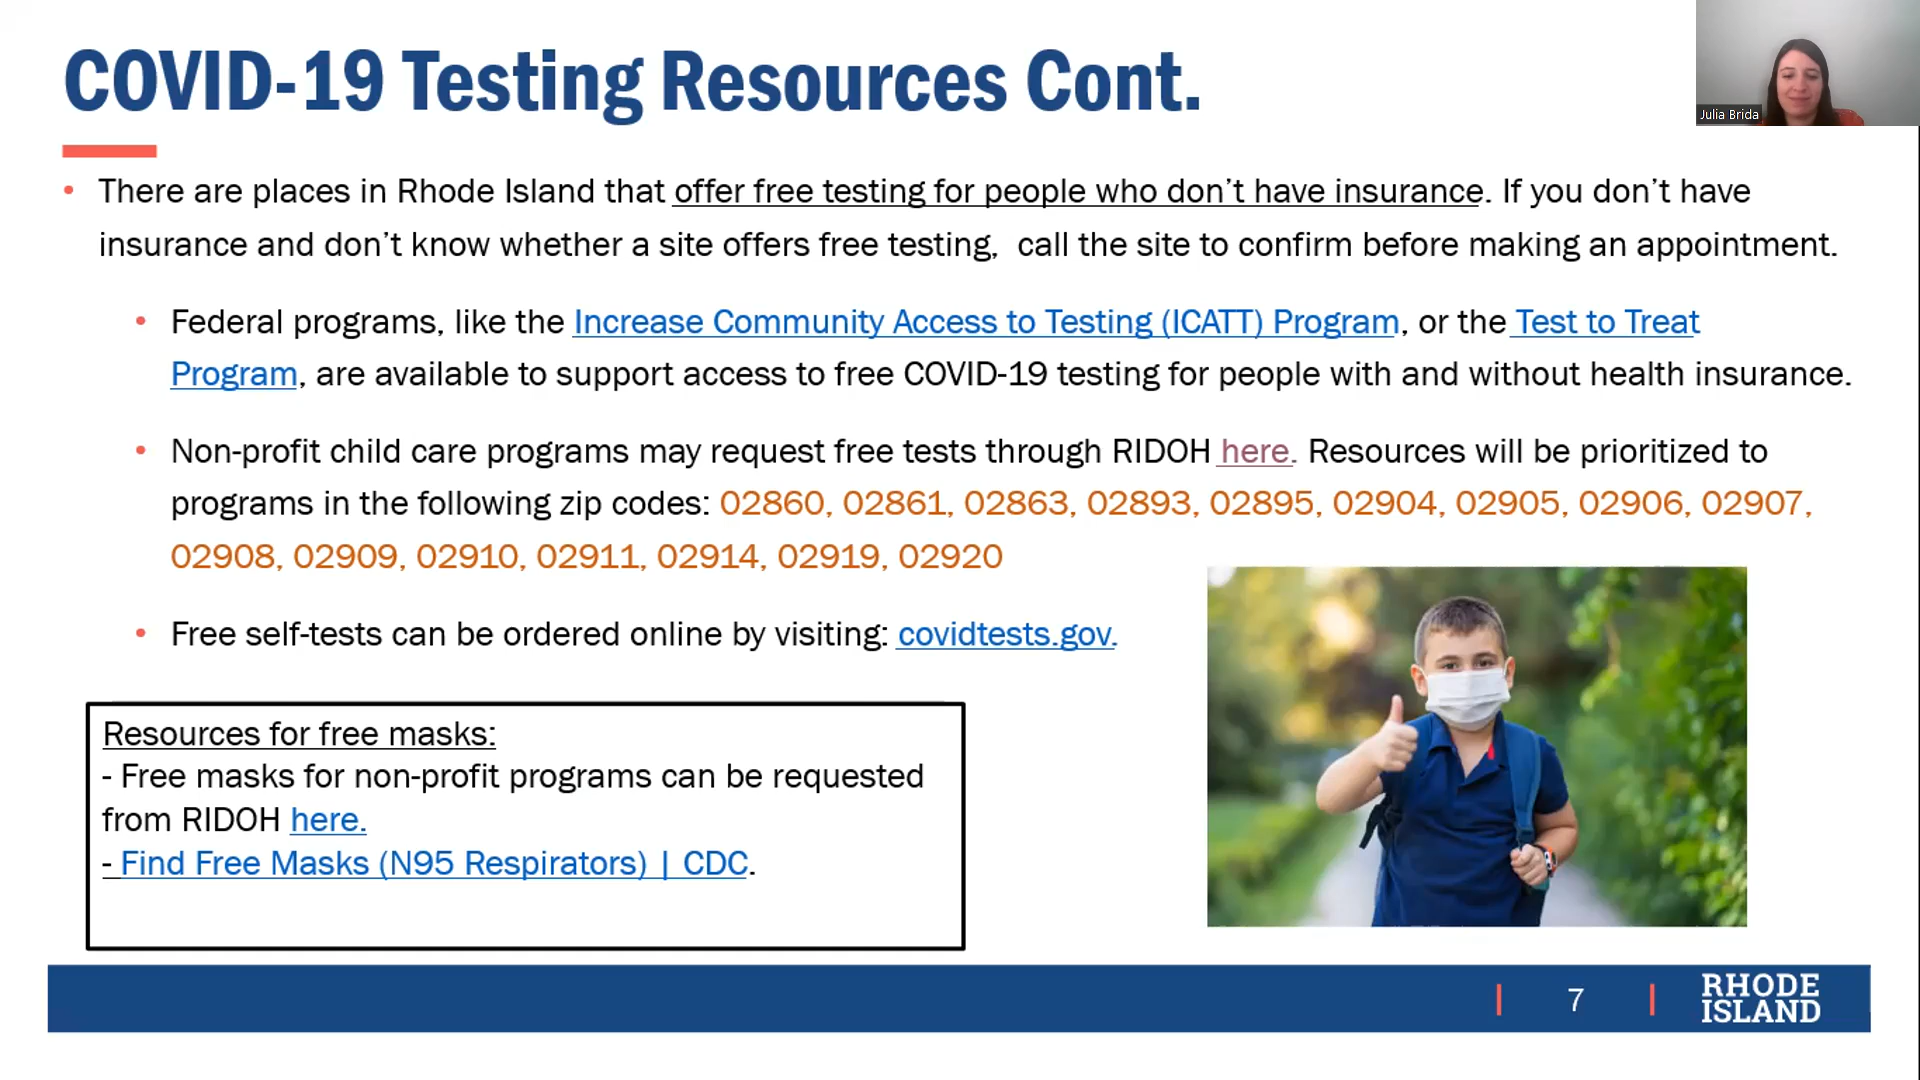 COVID-19 Testing Resources Cont.
Julia Brida
• There are places in Rhode Island that offer free testing for people who don’t have insurance. If you don’t have
insurance and don’t know whether a site offers free testing,  call the site to confirm before making an appointment.
• Federal programs, like the Increase Community Access to Testing (ICATT) Program, or the Test to Treat
Program, are available to support access to free COVID-19 testing for people with and without health insurance.
• Non-profit child care programs may request free tests through RIDOH here. Resources will be prioritized to
programs in the following zip codes: 02860, 02861, 02863, 02893, 02895, 02904, 02905, 02906, 02907,
02908, 02909, 02910, 02911, 02914, 02919, 02920
• Free self-tests can be ordered online by visiting: covidtests.gov.
Resources for free masks:
- Free masks for non-profit programs can be requested
from RIDOH here.
- Find Free Masks (N95 Respirators) | CDC.
| 7 |
RHODE
ISLAND